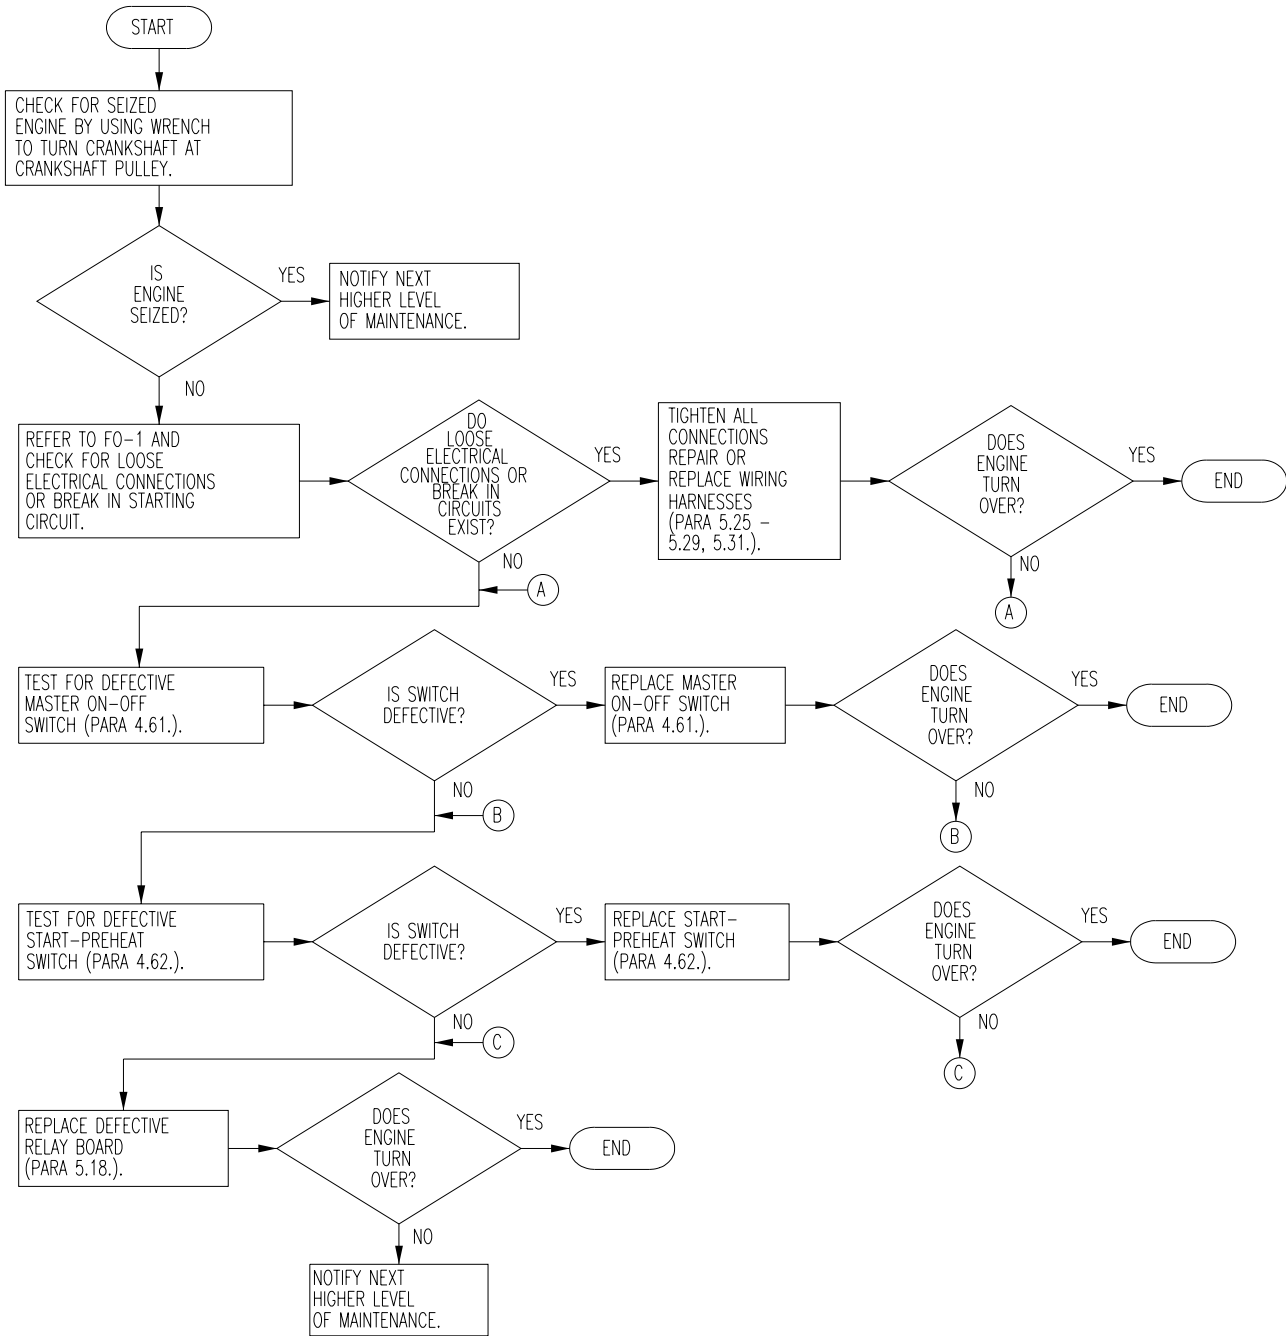 START
CHECK FOR SEIZED
ENGINE BY USING WRENCH
TO TURN CRANKSHAFT AT
CRANKSHAFT PULLEY.
IS
ENGINE
SEIZED?
YES
NOTIFY NEXT
HIGHER LEVEL
OF MAINTENANCE.
NO
REFER TO FO-1 AND
CHECK FOR LOOSE
ELECTRICAL CONNECTIONS
OR BREAK IN STARTING
CIRCUIT.
DO
LOOSE
ELECTRICAL
CONNECTIONS OR
BREAK IN
CIRCUITS
EXIST?
YES
TIGHTEN ALL
CONNECTIONS
REPAIR OR
REPLACE WIRING
HARNESSES
(PARA 5.25 –
5.29, 5.31.).
DOES
ENGINE
TURN
OVER?
YES
END
NO
A
NO
A
TEST FOR DEFECTIVE
MASTER ON-OFF
SWITCH (PARA 4.61.).
IS SWITCH
DEFECTIVE?
YES
REPLACE MASTER
ON-OFF SWITCH
(PARA 4.61.).
DOES
ENGINE
TURN
OVER?
YES
END
NO
B
NO
B
TEST FOR DEFECTIVE
START-PREHEAT
SWITCH (PARA 4.62.).
IS SWITCH
DEFECTIVE?
YES
REPLACE START-
PREHEAT SWITCH
(PARA 4.62.).
DOES
ENGINE
TURN
OVER?
YES
END
NO
C
NO
C
REPLACE DEFECTIVE
RELAY BOARD
(PARA 5.18.).
DOES
ENGINE
TURN
OVER?
YES
END
NO
NOTIFY NEXT
HIGHER LEVEL
OF MAINTENANCE.